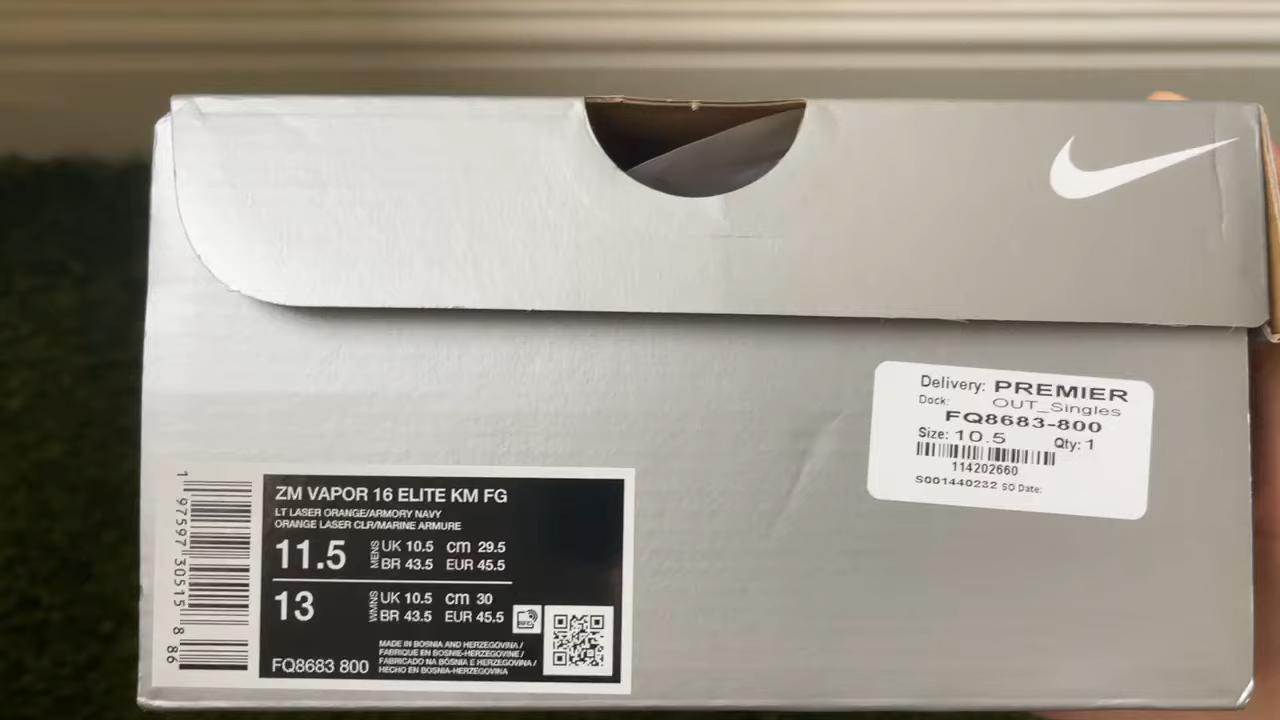 Delivery: PREMIER
Dock: OUT_Singles
FQ8683-800
Size: 10.5 Qty: 1
114202660
S001440232 SO Date:
1 97597 30515 8 86
ZM VAPOR 16 ELITE KM FG
LT LASER ORANGE/ARMORY NAVY
ORANGE LASER CLR/MARINE ARMURE
11.5 MENS UK 10.5 cm 29.5
BR 43.5 EUR 45.5
13 WMNS UK 10.5 cm 30
BR 43.5 EUR 45.5
RFID
MADE IN BOSNIA AND HERZEGOVINA /
FABRIQUE EN BOSNIE-HERZEGOVINE /
FABRICADO NA BÓSNIA E HERZEGOVINA /
HECHO EN BOSNIA-HERZEGOVINA
FQ8683 800